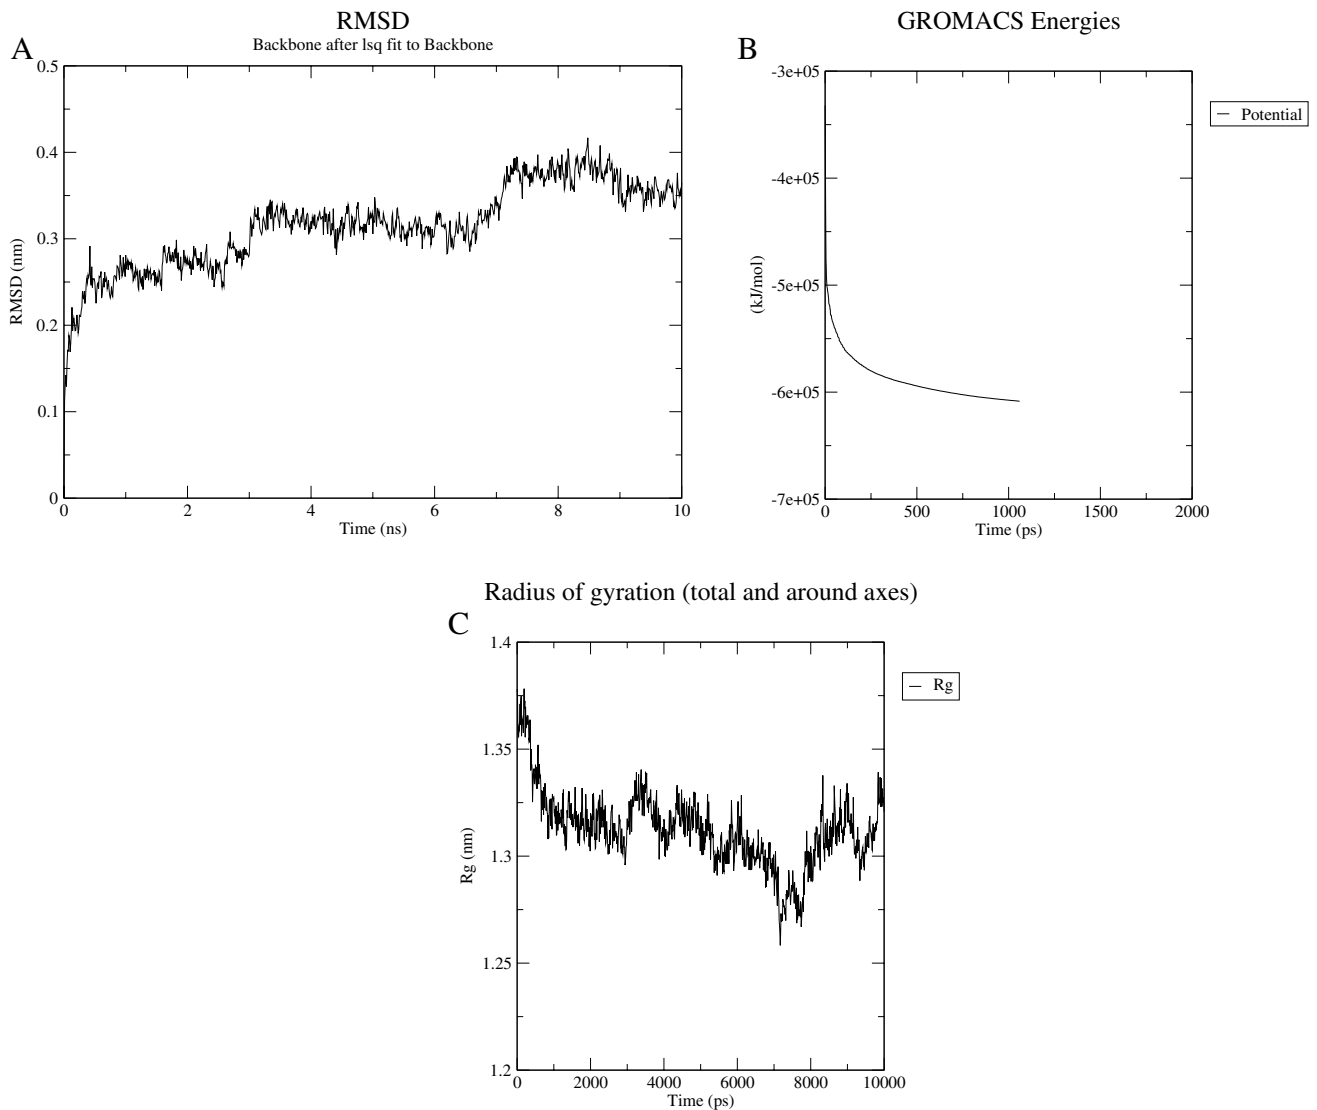 RMSD
Backbone after lsq fit to Backbone
A
0.5
0.4
0.3
0.2
0.1
0
RMSD (nm)
0 2 4 6 8 10
Time (ns)
GROMACS Energies
B
-3e+05
-4e+05
-5e+05
-6e+05
-7e+05
(kJ/mol)
0 500 1000 1500 2000
Time (ps)
Potential
Radius of gyration (total and around axes)
C
1.4
1.35
1.3
1.25
1.2
Rg (nm)
0 2000 4000 6000 8000 10000
Time (ps)
Rg